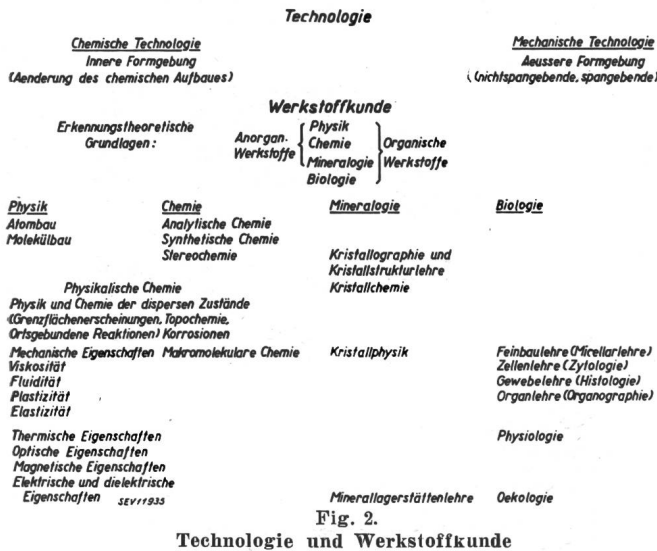 Technologie
Chemische Technologie Mechanische Technologie
Innere Formgebung Aeussere Formgebung
(Aenderung des chemischen Aufbaues) (nichtspangebende, spangebende)
Werkstoffkunde
Erkennungstheoretische Grundlagen:
Anorgan. Werkstoffe
Physik
Chemie
Mineralogie
Biologie
Organische Werkstoffe
Physik Chemie Mineralogie Biologie
Atombau Analytische Chemie
Molekülbau Synthetische Chemie
Stereochemie Kristallographie und
Kristallstrukturlehre
Physikalische Chemie Kristallchemie
Physik und Chemie der dispersen Zustände
(Grenzflächenerscheinungen, Topochemie,
Ortsgebundene Reaktionen) Korrosionen
Mechanische Eigenschaften Makromolekulare Chemie Kristallphysik Feinbaulehre (Micellarlehre)
Viskosität Zellenlehre (Zytologie)
Fluidität Gewebelehre (Histologie)
Plastizität Organlehre (Organographie)
Elastizität
Thermische Eigenschaften Physiologie
Optische Eigenschaften
Magnetische Eigenschaften
Elektrische und dielektrische
Eigenschaften SEV11935 Minerallagerstättenlehre Oekologie
Fig. 2.
Technologie und Werkstoffkunde